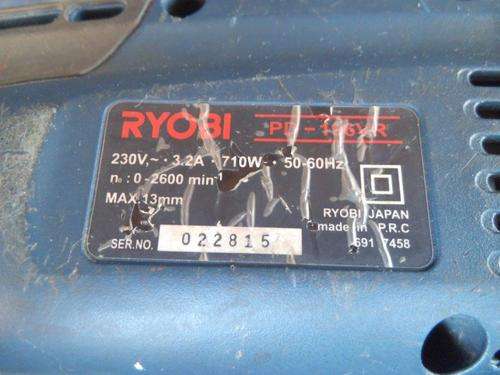 RYOBI
230V~ · 3.2A · 710W · 50-60Hz
n₀ : 0-2600 min⁻¹
MAX.13mm
RYOBI JAPAN
made in P.R.C
SER.NO. 022815
7458